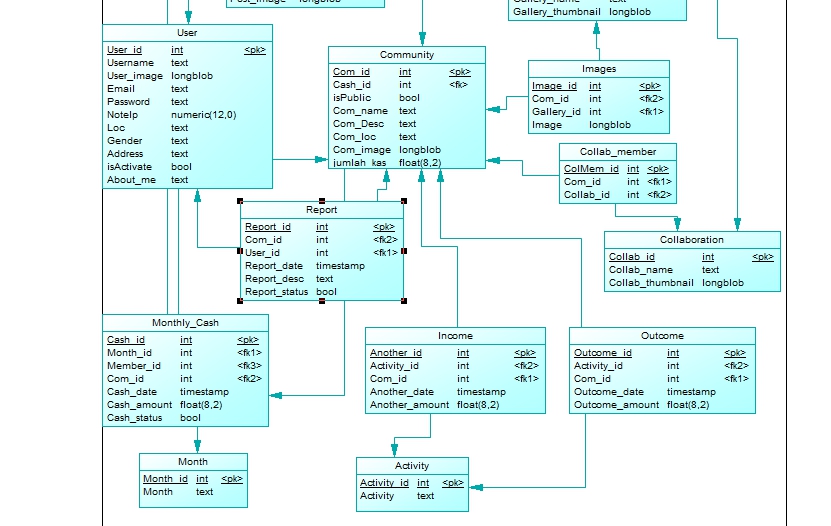 Post_image longblob
Gallery_name text
Gallery_thumbnail longblob
User
User_id int <pk>
Username text
User_image longblob
Email text
Password text
Notelp numeric(12,0)
Loc text
Gender text
Address text
isActivate bool
About_me text
Community
Com_id int <pk>
Cash_id int <fk>
isPublic bool
Com_name text
Com_Desc text
Com_loc text
Com_image longblob
jumlah_kas float(8,2)
Images
Image_id int <pk>
Com_id int <fk2>
Gallery_id int <fk1>
Image longblob
Collab_member
ColMem_id int <pk>
Com_id int <fk1>
Collab_id int <fk2>
Report
Report_id int <pk>
Com_id int <fk2>
User_id int <fk1>
Report_date timestamp
Report_desc text
Report_status bool
Collaboration
Collab_id int <pk>
Collab_name text
Collab_thumbnail longblob
Monthly_Cash
Cash_id int <pk>
Month_id int <fk1>
Member_id int <fk3>
Com_id int <fk2>
Cash_date timestamp
Cash_amount float(8,2)
Cash_status bool
Income
Another_id int <pk>
Activity_id int <fk2>
Com_id int <fk1>
Another_date timestamp
Another_amount float(8,2)
Outcome
Outcome_id int <pk>
Activity_id int <fk2>
Com_id int <fk1>
Outcome_date timestamp
Outcome_amount float(8,2)
Month
Month_id int <pk>
Month text
Activity
Activity_id int <pk>
Activity text